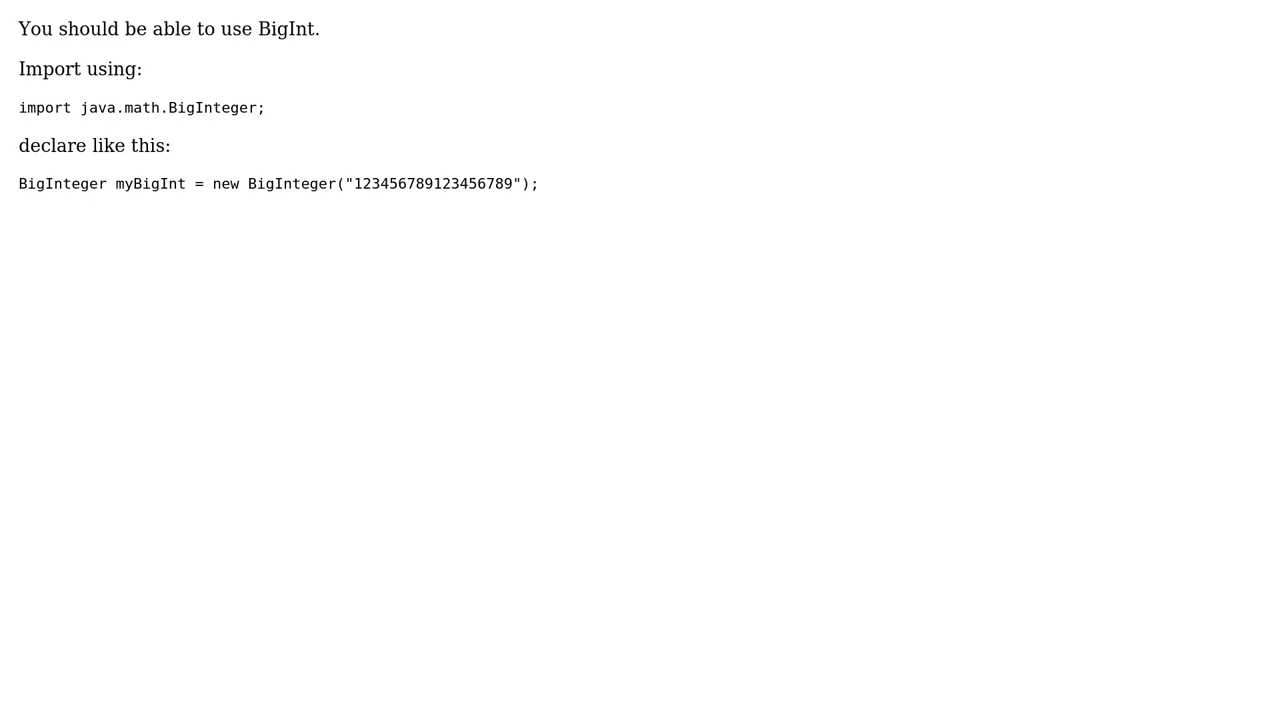 You should be able to use BigInt.
Import using:
import java.math.BigInteger;
declare like this:
BigInteger myBigInt = new BigInteger("123456789123456789");